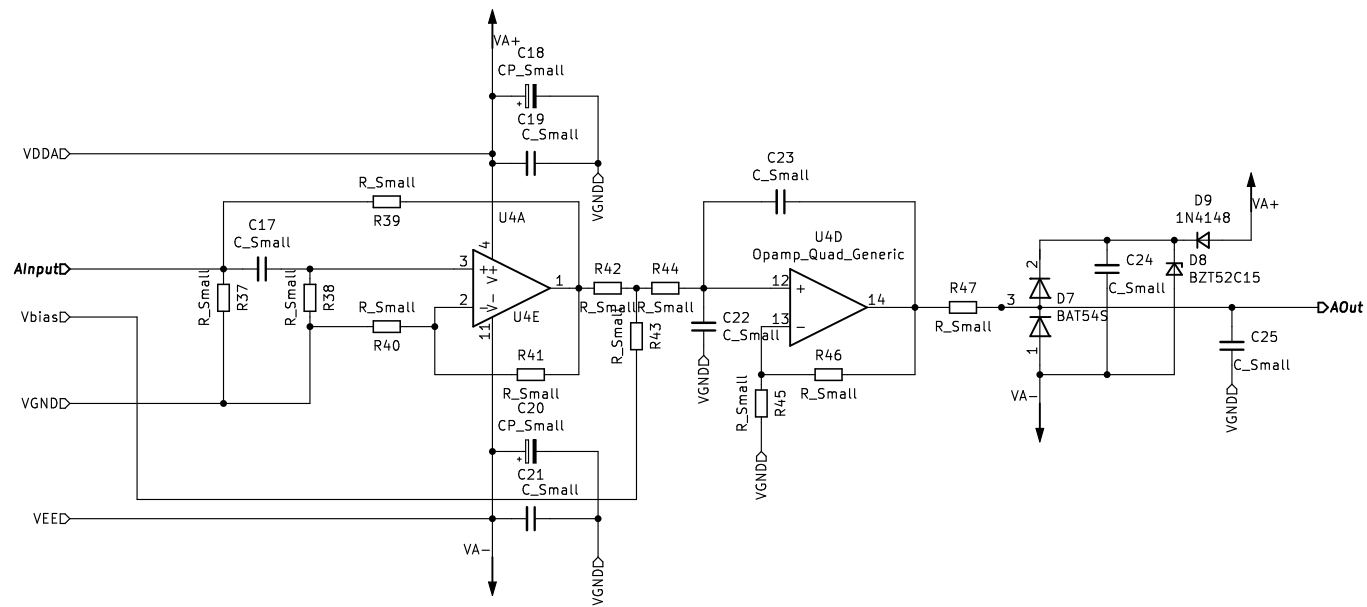 VA+
C18
CP_Small
+
C19
C_Small
VDDA
VGND
R_Small
R39
U4A
C17
C_Small
AInput
R_Small
R37
R_Small
R38
3
4
++
V
V-
–
2
11
1
U4E
Vbias
R_Small
R40
R41
R_Small
VGND
C20
CP_Small
+
C21
C_Small
VEE
VA-
VGND
R42
R_Small
R44
R_Small
R_Small
R43
C22
C_Small
VGND
C23
C_Small
U4D
Opamp_Quad_Generic
12
+
13
–
14
R46
R_Small
R_Small
R45
VGND
R47
R_Small
3
2
1
D7
BAT54S
VA-
C24
C_Small
D9
1N4148
D8
BZT52C15
VA+
AOut
C25
C_Small
VGND